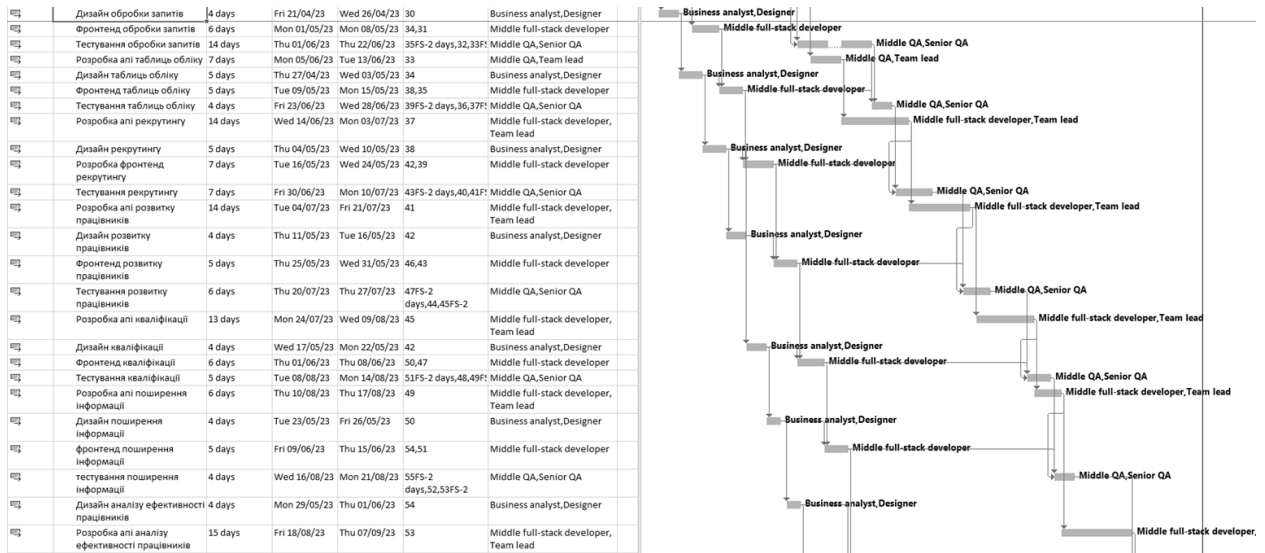 Дизайн обробки запитів 4 days Fri 21/04/23 Wed 26/04/23 30 Business analyst,Designer
Business analyst,Designer
Фронтенд обробки запитів 6 days Mon 01/05/23 Mon 08/05/23 34,31 Middle full-stack developer
Middle full-stack developer
Тестування обробки запитів 14 days Thu 01/06/23 Thu 22/06/23 35FS-2 days,32,33FS Middle QA,Senior QA
Middle QA,Senior QA
Розробка апі таблиць обліку 7 days Mon 05/06/23 Tue 13/06/23 33 Middle QA,Team lead
Middle QA,Team lead
Дизайн таблиць обліку 5 days Thu 27/04/23 Wed 03/05/23 34 Business analyst,Designer
Business analyst,Designer
Фронтенд таблиць обліку 5 days Tue 09/05/23 Mon 15/05/23 38,35 Middle full-stack developer
Middle full-stack developer
Тестування таблиць обліку 4 days Fri 23/06/23 Wed 28/06/23 39FS-2 days,36,37FS Middle QA,Senior QA
Middle QA,Senior QA
Розробка апі рекрутингу 14 days Wed 14/06/23 Mon 03/07/23 37 Middle full-stack developer,
Team lead
Middle full-stack developer,Team lead
Дизайн рекрутингу 5 days Thu 04/05/23 Wed 10/05/23 38 Business analyst,Designer
Business analyst,Designer
Розробка фронтенд 7 days Tue 16/05/23 Wed 24/05/23 42,39 Middle full-stack developer
рекрутингу
Middle full-stack developer
Тестування рекрутингу 7 days Fri 30/06/23 Mon 10/07/23 43FS-2 days,40,41FS Middle QA,Senior QA
Middle QA,Senior QA
Розробка апі розвитку 14 days Tue 04/07/23 Fri 21/07/23 41 Middle full-stack developer,
працівників Team lead
Middle full-stack developer,Team lead
Дизайн розвитку 4 days Thu 11/05/23 Tue 16/05/23 42 Business analyst,Designer
працівників
Business analyst,Designer
Фронтенд розвитку 5 days Thu 25/05/23 Wed 31/05/23 46,43 Middle full-stack developer
працівників
Middle full-stack developer
Тестування розвитку 6 days Thu 20/07/23 Thu 27/07/23 47FS-2 Middle QA,Senior QA
працівників days,44,45FS-2
Middle QA,Senior QA
Розробка апі кваліфікації 13 days Mon 24/07/23 Wed 09/08/23 45 Middle full-stack developer,
Team lead
Middle full-stack developer,Team lead
Дизайн кваліфікації 4 days Wed 17/05/23 Mon 22/05/23 42 Business analyst,Designer
Business analyst,Designer
Фронтенд кваліфікації 6 days Thu 01/06/23 Thu 08/06/23 50,47 Middle full-stack developer
Middle full-stack developer
Тестування кваліфікації 5 days Tue 08/08/23 Mon 14/08/23 51FS-2 days,48,49FS Middle QA,Senior QA
Middle QA,Senior QA
Розробка апі поширення 6 days Thu 10/08/23 Thu 17/08/23 49 Middle full-stack developer,
інформації Team lead
Middle full-stack developer,Team lead
Дизайн поширення 4 days Tue 23/05/23 Fri 26/05/23 50 Business analyst,Designer
інформації
Business analyst,Designer
фронтенд поширення 5 days Fri 09/06/23 Thu 15/06/23 54,51 Middle full-stack developer
інформації
Middle full-stack developer
тестування поширення 4 days Wed 16/08/23 Mon 21/08/23 55FS-2 Middle QA,Senior QA
інформації days,52,53FS-2
Middle QA,Senior QA
Дизайн аналізу ефективності 4 days Mon 29/05/23 Thu 01/06/23 54 Business analyst,Designer
працівників
Business analyst,Designer
Розробка апі аналізу 15 days Fri 18/08/23 Thu 07/09/23 53 Middle full-stack developer,
ефективності працівників Team lead
Middle full-stack developer,